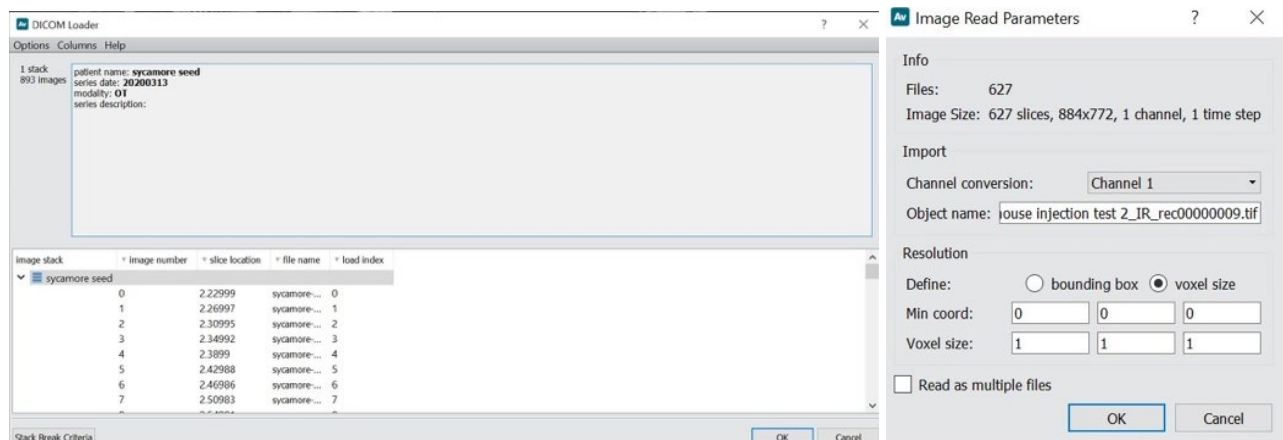 Av DICOM Loader ? ×
Options Columns Help
1 stack
893 images
patient name: sycamore seed
series date: 20200313
modality: OT
series description:
image stack image number slice location file name load index
sycamore seed
0 2.22999 sycamore-... 0
1 2.26997 sycamore-... 1
2 2.30995 sycamore-... 2
3 2.34992 sycamore-... 3
4 2.3899 sycamore-... 4
5 2.42988 sycamore-... 5
6 2.46986 sycamore-... 6
7 2.50983 sycamore-... 7
Stack Break Criteria OK Cancel
Av Image Read Parameters ? ×
Info
Files: 627
Image Size: 627 slices, 884x772, 1 channel, 1 time step
Import
Channel conversion: Channel 1
Object name: ouse injection test 2_IR_rec00000009.tif
Resolution
Define: bounding box voxel size
Min coord: 0 0 0
Voxel size: 1 1 1
Read as multiple files
OK Cancel